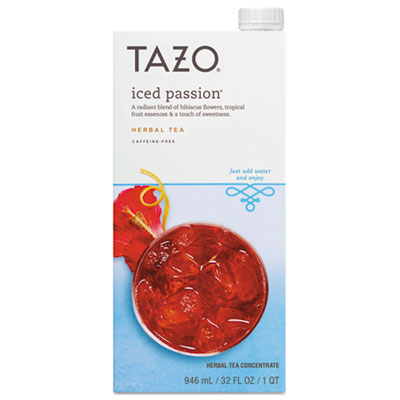 TAZO®
iced passion®
A radiant blend of hibiscus flowers, tropical
fruit essences & a touch of sweetness.
HERBAL TEA
CAFFEINE-FREE
Just add water
and enjoy.
HERBAL TEA CONCENTRATE
946 mL / 32 FL OZ / 1 QT